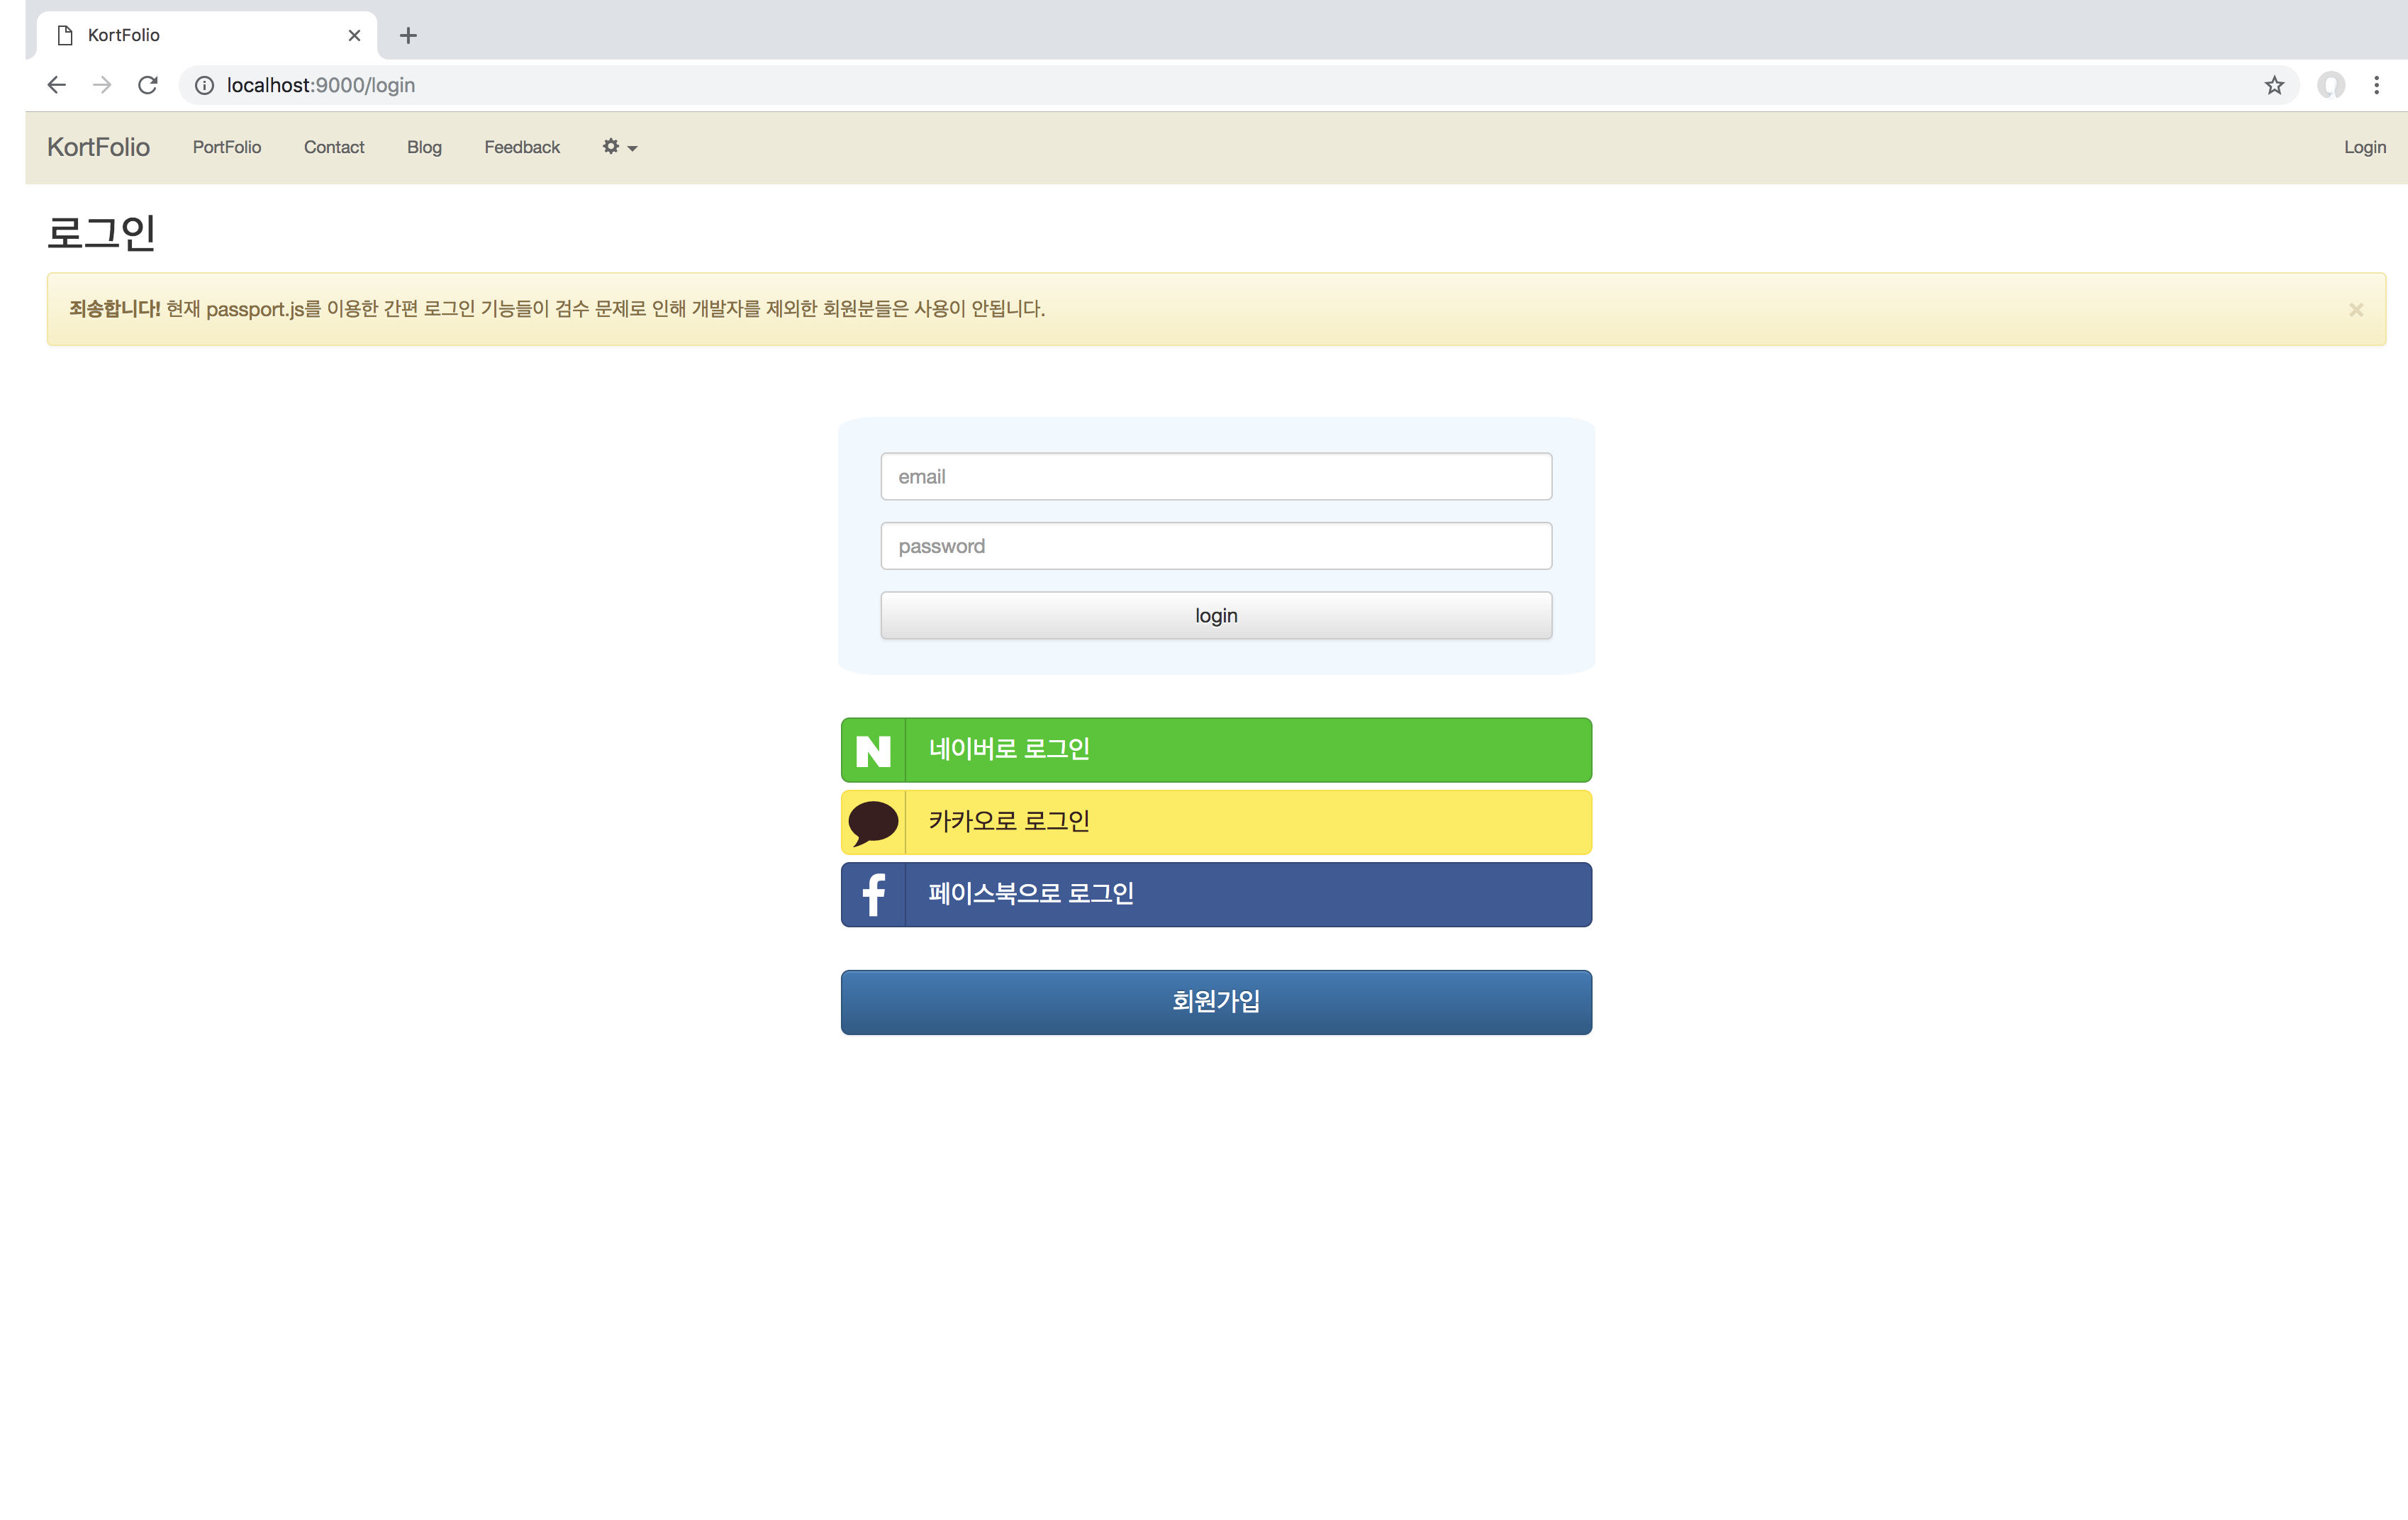 KortFolio
localhost:9000/login
KortFolio PortFolio Contact Blog Feedback Login
로그인
죄송합니다! 현재 passport.js를 이용한 간편 로그인 기능들이 검수 문제로 인해 개발자를 제외한 회원분들은 사용이 안됩니다.
email
password
login
네이버로 로그인
카카오로 로그인
페이스북으로 로그인
회원가입